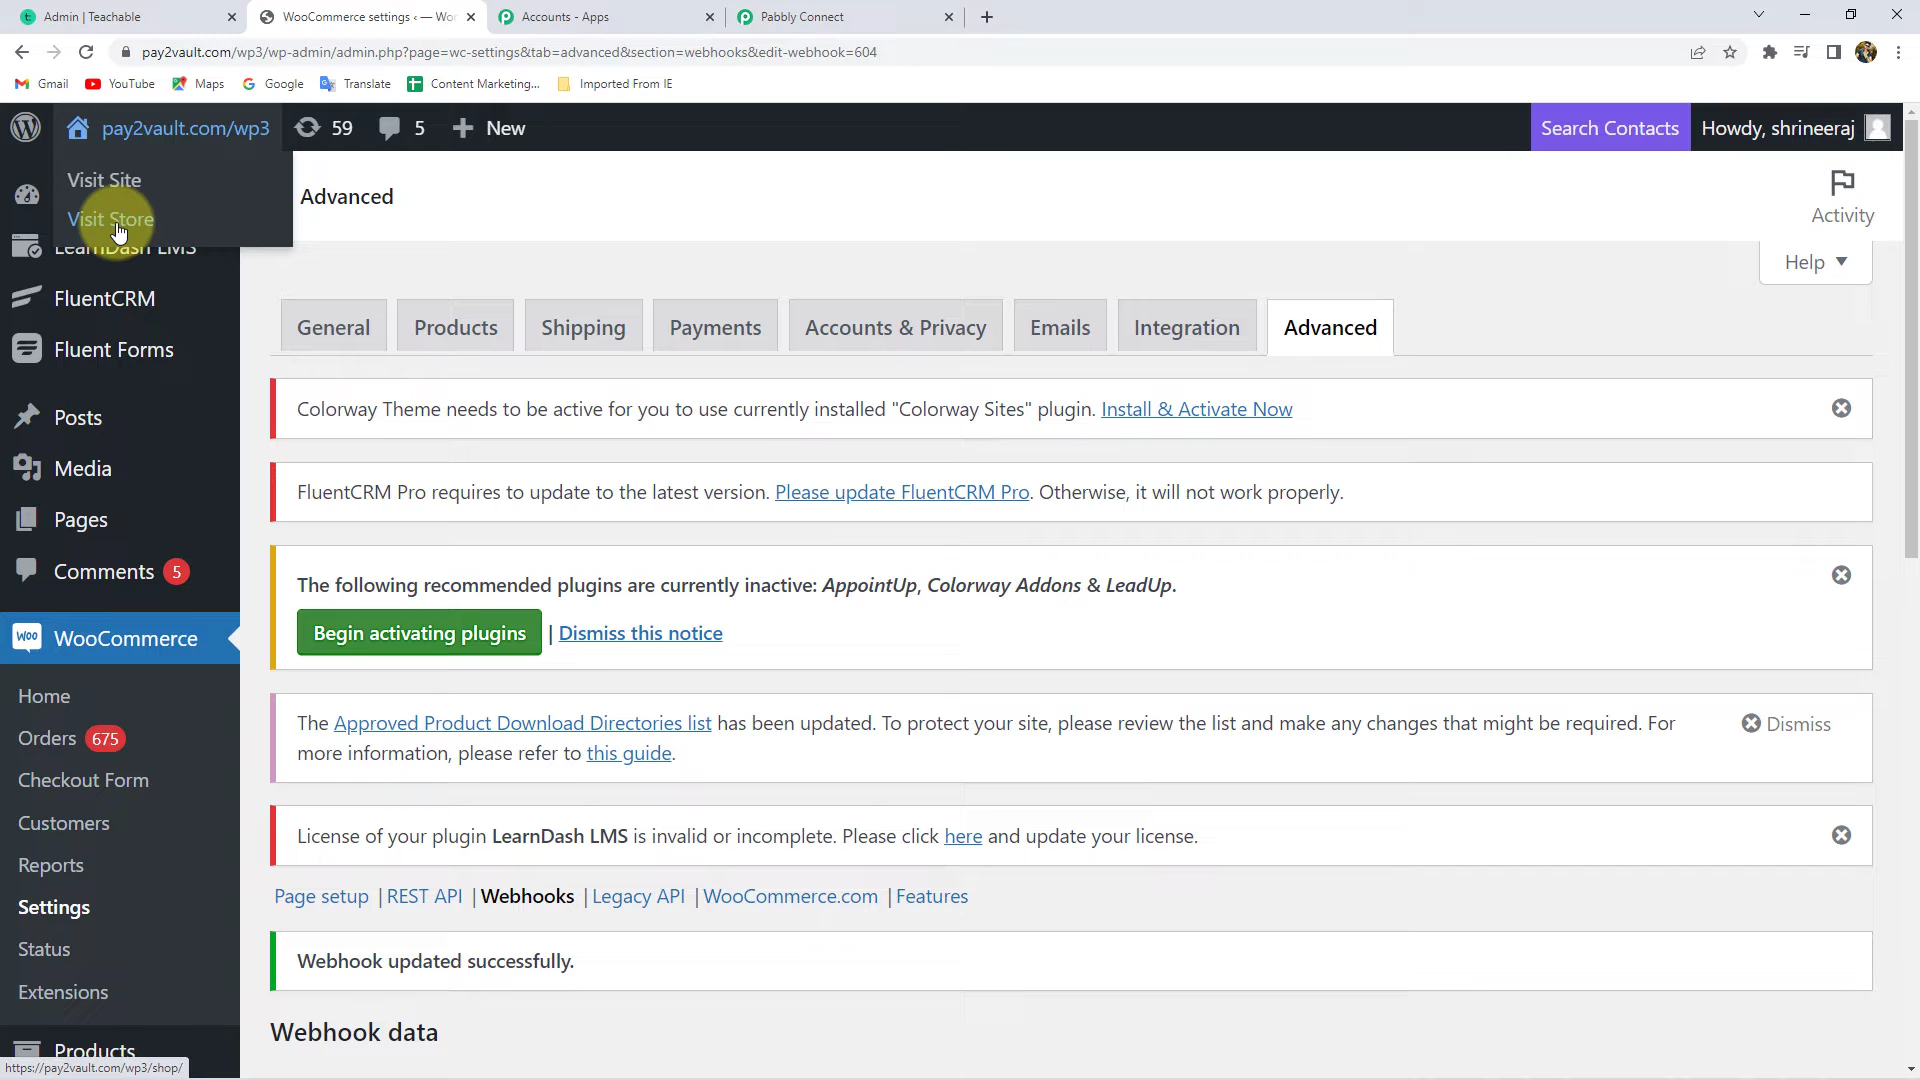 Admin | Teachable
WooCommerce settings ‹ — Wor
Accounts - Apps
Pabbly Connect
pay2vault.com/wp3/wp-admin/admin.php?page=wc-settings&tab=advanced&section=webhooks&edit-webhook=604
Gmail
YouTube
Maps
Google
Translate
Content Marketing...
Imported From IE
pay2vault.com/wp3
59
5
New
Search Contacts
Howdy, shrineeraj
Visit Site
Visit Store
Advanced
Activity
Help
LearnDash LMS
FluentCRM
Fluent Forms
Posts
Media
Pages
Comments 5
WooCommerce
Home
Orders 675
Checkout Form
Customers
Reports
Settings
Status
Extensions
Products
https://pay2vault.com/wp3/shop/
General
Products
Shipping
Payments
Accounts & Privacy
Emails
Integration
Advanced
Colorway Theme needs to be active for you to use currently installed "Colorway Sites" plugin. Install & Activate Now
FluentCRM Pro requires to update to the latest version. Please update FluentCRM Pro. Otherwise, it will not work properly.
The following recommended plugins are currently inactive: AppointUp, Colorway Addons & LeadUp.
Begin activating plugins | Dismiss this notice
The Approved Product Download Directories list has been updated. To protect your site, please review the list and make any changes that might be required. For
more information, please refer to this guide.
Dismiss
License of your plugin LearnDash LMS is invalid or incomplete. Please click here and update your license.
Page setup | REST API | Webhooks | Legacy API | WooCommerce.com | Features
Webhook updated successfully.
Webhook data